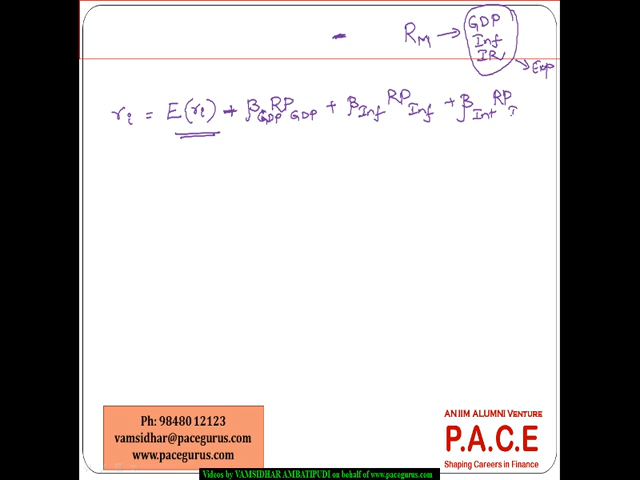 R_M → GDP
Inf
IR
→ Exp
r_i = E(r_i) + β_GDP RP_GDP + β_Inf RP_Inf + β_Int RP
Ph: 98480 12123
vamsidhar@pacegurus.com
www.pacegurus.com
AN IIM ALUMNI VENTURE
P.A.C.E
Shaping Careers in Finance
Videos by VAMSIDHAR AMBATIPUDI on behalf of www.pacegurus.com